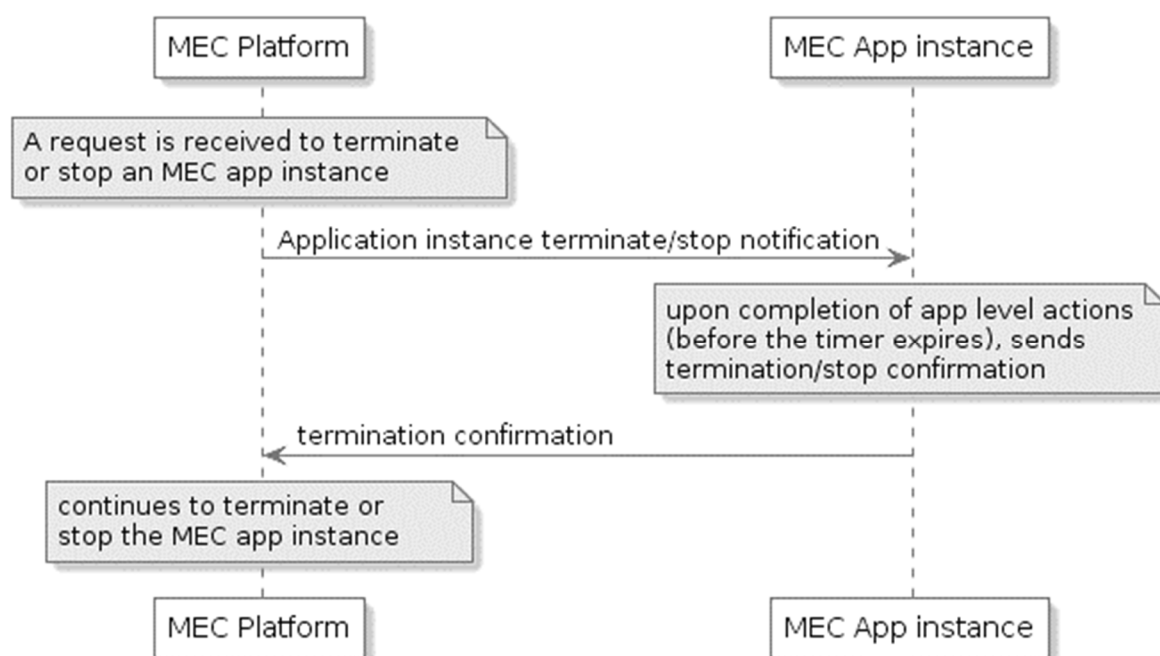 MEC Platform
MEC App instance
A request is received to terminate
or stop an MEC app instance
Application instance terminate/stop notification
upon completion of app level actions
(before the timer expires), sends
termination/stop confirmation
termination confirmation
continues to terminate or
stop the MEC app instance
MEC Platform
MEC App instance